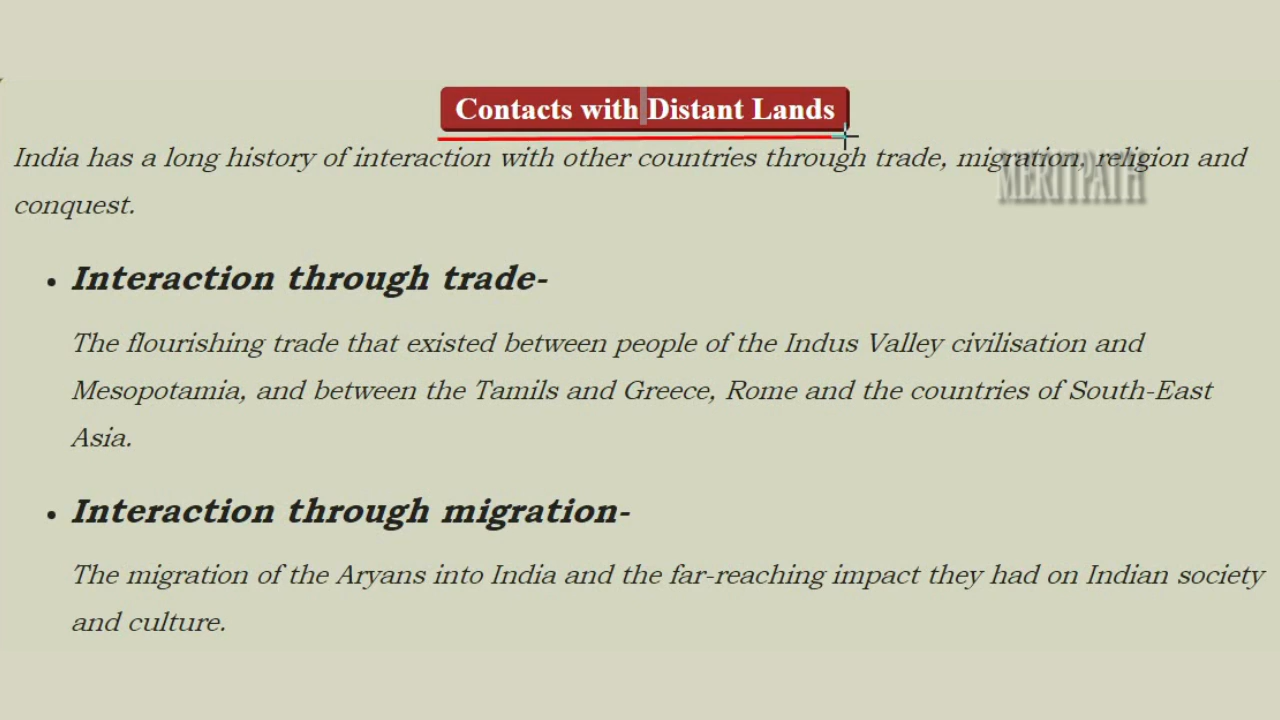 Contacts with Distant Lands
India has a long history of interaction with other countries through trade, migration, religion and
MERITPATH
conquest.
• Interaction through trade-
The flourishing trade that existed between people of the Indus Valley civilisation and
Mesopotamia, and between the Tamils and Greece, Rome and the countries of South-East
Asia.
• Interaction through migration-
The migration of the Aryans into India and the far-reaching impact they had on Indian society
and culture.